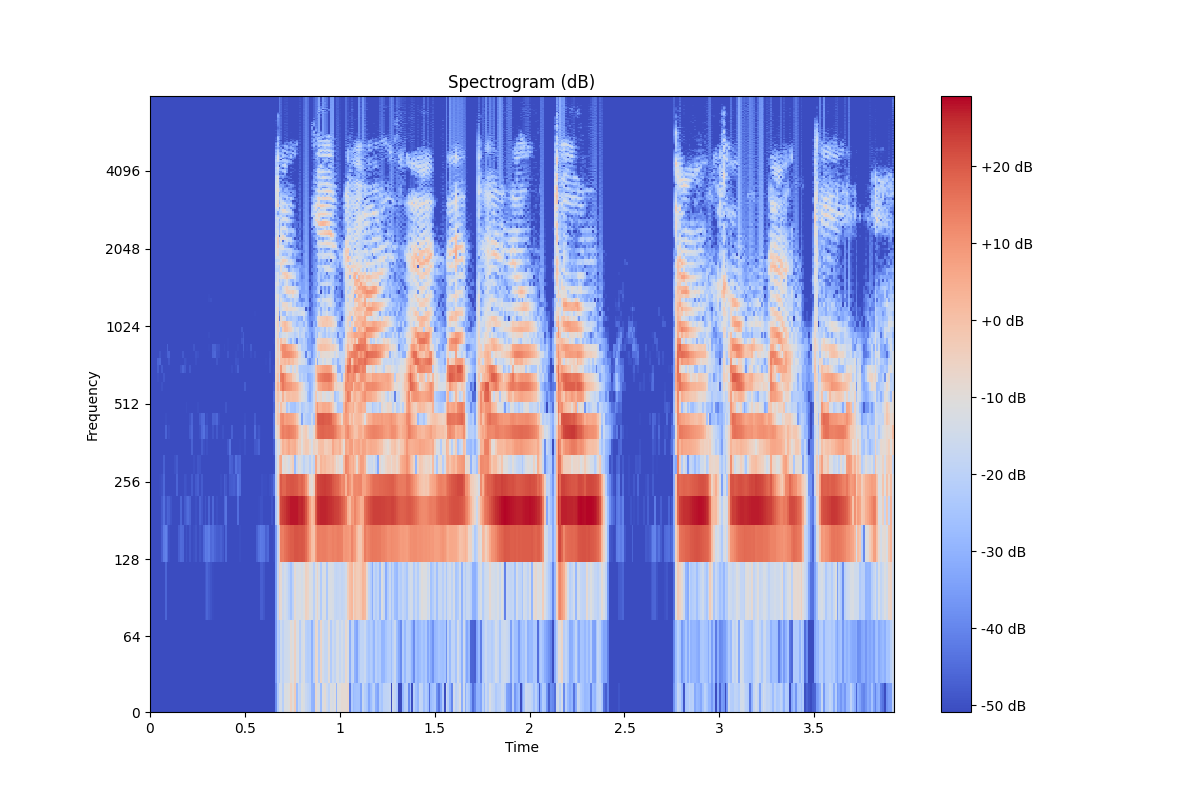 Spectrogram (dB)
Frequency
4096
2048
1024
512
256
128
64
0
0 0.5 1 1.5 2 2.5 3 3.5
Time
+20 dB
+10 dB
+0 dB
-10 dB
-20 dB
-30 dB
-40 dB
-50 dB